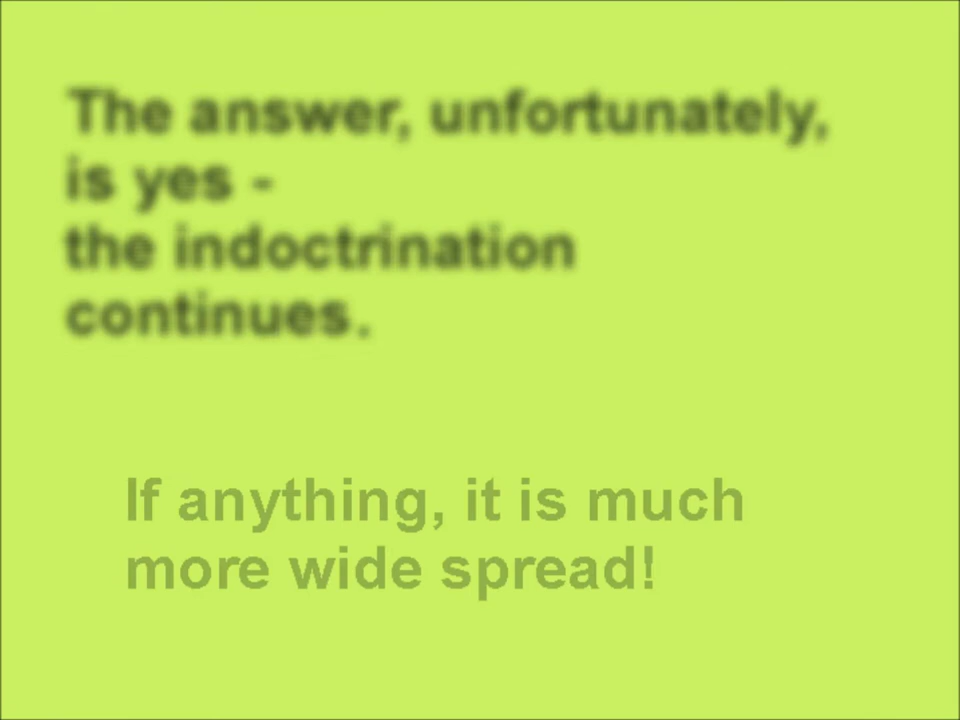 The answer, unfortunately,
is yes -
the indoctrination
continues.
If anything, it is much
more wide spread!